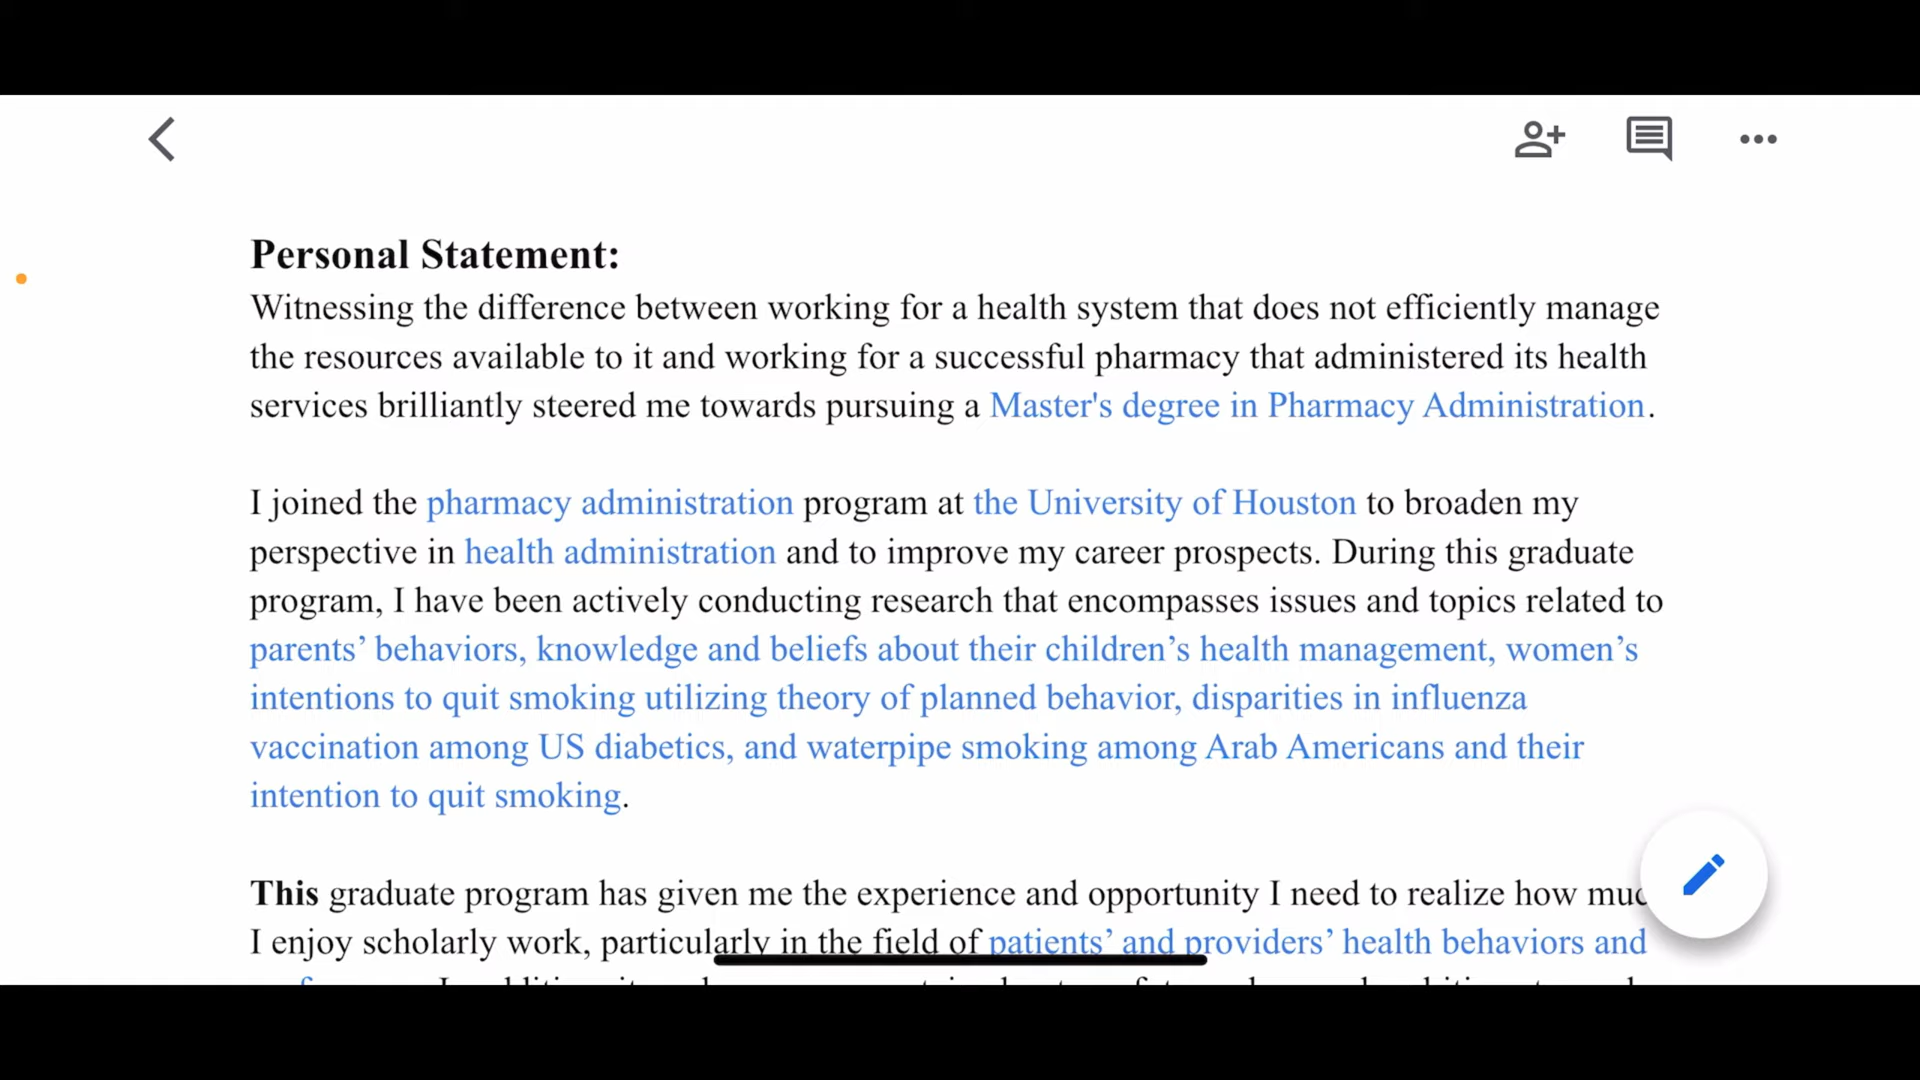 Personal Statement:
Witnessing the difference between working for a health system that does not efficiently manage
the resources available to it and working for a successful pharmacy that administered its health
services brilliantly steered me towards pursuing a Master's degree in Pharmacy Administration.
I joined the pharmacy administration program at the University of Houston to broaden my
perspective in health administration and to improve my career prospects. During this graduate
program, I have been actively conducting research that encompasses issues and topics related to
parents’ behaviors, knowledge and beliefs about their children’s health management, women’s
intentions to quit smoking utilizing theory of planned behavior, disparities in influenza
vaccination among US diabetics, and waterpipe smoking among Arab Americans and their
intention to quit smoking.
This graduate program has given me the experience and opportunity I need to realize how
I enjoy scholarly work, particularly in the field of patients’ and providers’ health behaviors and